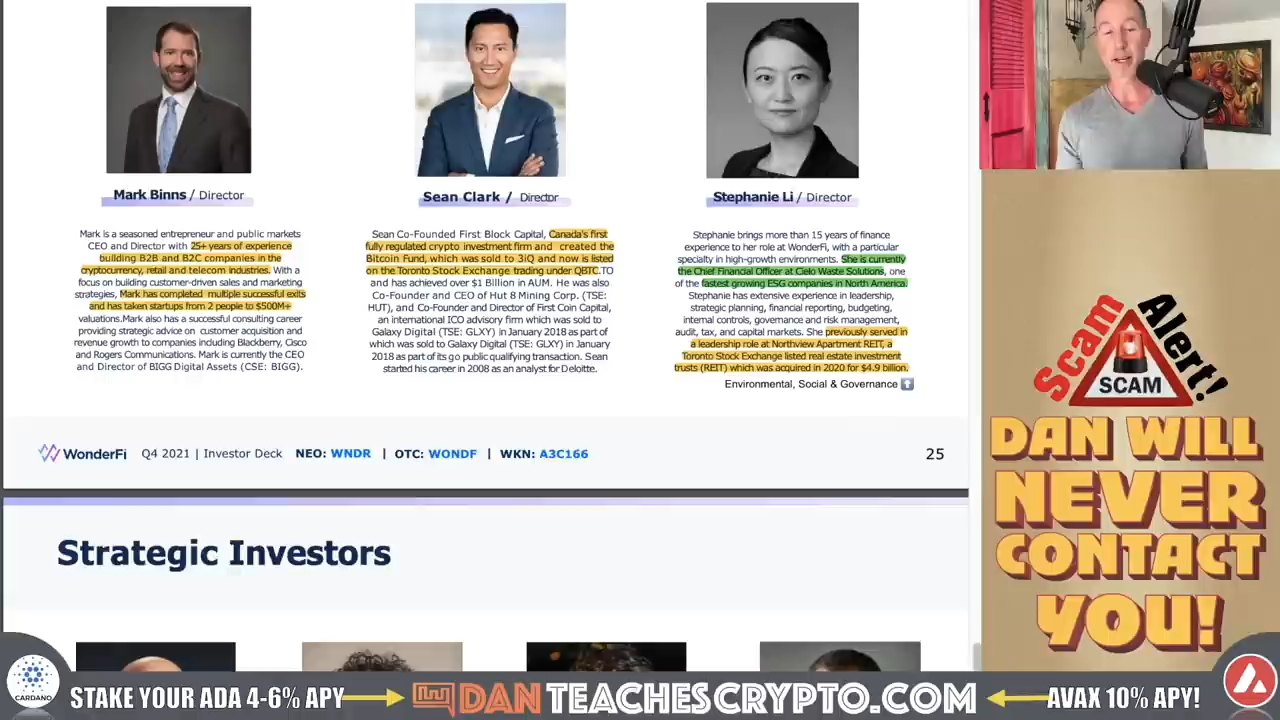 Mark Binns / Director
Mark is a seasoned entrepreneur and public markets
CEO and Director with 25+ years of experience
building B2B and B2C companies in the
cryptocurrency, retail and telecom industries. With a
focus on building customer-driven sales and marketing
strategies, Mark has completed multiple successful exits
and has taken startups from 2 people to $500M+
valuations.Mark also has a successful consulting career
providing strategic advice on customer acquisition and
revenue growth to companies including Blackberry, Cisco
and Rogers Communications. Mark is currently the CEO
and Director of BIGG Digital Assets (CSE: BIGG).
Sean Clark / Director
Sean Co-Founded First Block Capital, Canada's first
fully regulated crypto investment firm and created the
Bitcoin Fund, which was sold to 3iQ and now is listed
on the Toronto Stock Exchange trading under QBTC.TO
and has achieved over $1 Billion in AUM. He was also
Co-Founder and CEO of Hut 8 Mining Corp. (TSE:
HUT), and Co-Founder and Director of First Coin Capital,
an international ICO advisory firm which was sold to
Galaxy Digital (TSE: GLXY) in January 2018 as part of
which was sold to Galaxy Digital (TSE: GLXY) in January
2018 as part of its go public qualifying transaction. Sean
started his career in 2008 as an analyst for Deloitte.
Stephanie Li / Director
Stephanie brings more than 15 years of finance
experience to her role at WonderFi, with a particular
specialty in high-growth environments. She is currently
the Chief Financial Officer at Cielo Waste Solutions, one
of the fastest growing ESG companies in North America.
Stephanie has extensive experience in leadership,
strategic planning, financial reporting, budgeting,
internal controls, governance and risk management,
audit, tax, and capital markets. She previously served in
a leadership role at Northview Apartment REIT, a
Toronto Stock Exchange listed real estate investment
trusts (REIT) which was acquired in 2020 for $4.9 billion.
Environmental, Social & Governance
WonderFi Q4 2021 | Investor Deck NEO: WNDR | OTC: WONDF | WKN: A3C166
25
Strategic Investors
Scam Alert!
SCAM
DAN WILL
NEVER
CONTACT
YOU!
CARDANO
STAKE YOUR ADA 4-6% APY
DANTEACHESCRYPTO.COM
AVAX 10% APY!